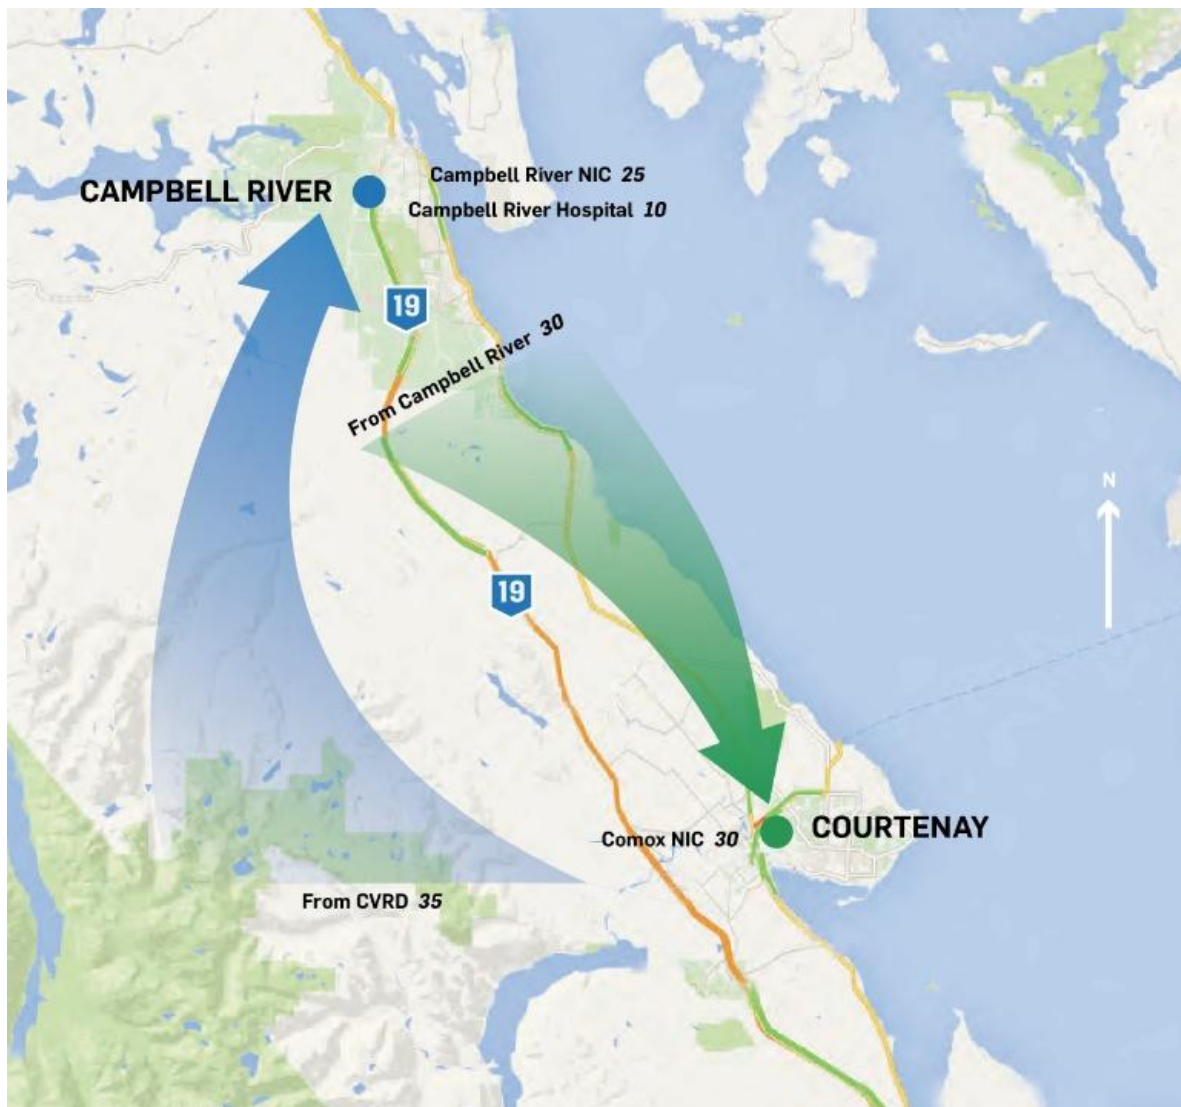 Campbell River NIC 25
CAMPBELL RIVER
Campbell River Hospital 10
19
From Campbell River 30
N
19
COURTENAY
Comox NIC 30
From CVRD 35